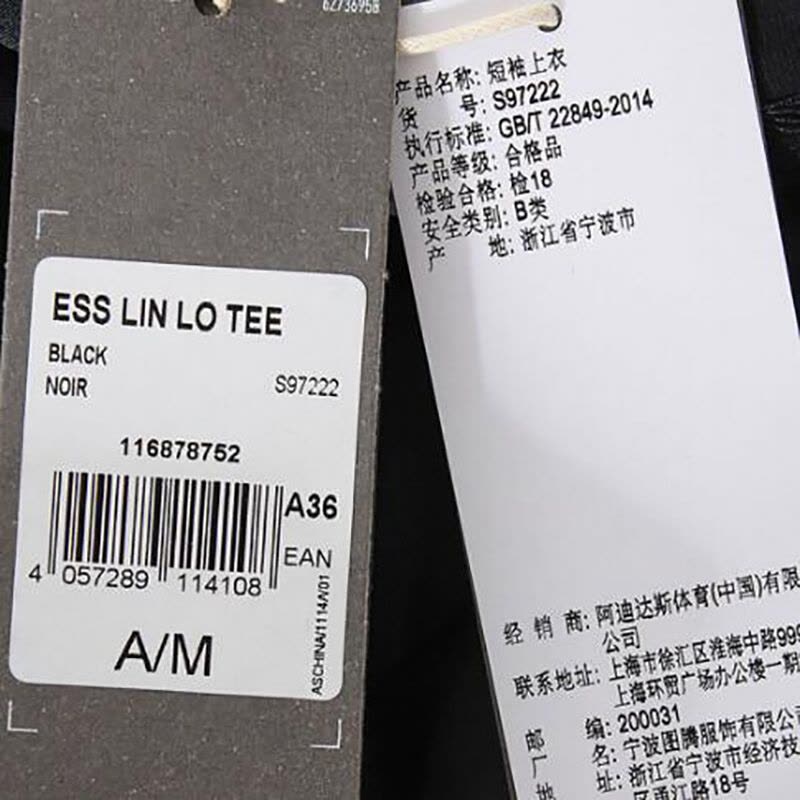 62736958
ESS LIN LO TEE
BLACK
NOIR
S97222
116878752
A36
EAN
4 057289 114108
ASCHINA/1114A/01
A/M
产品名称: 短袖上衣
货 号: S97222
执行标准: GB/T 22849-2014
产品等级: 合格品
检验合格: 检18
安全类别: B类
产 地: 浙江省宁波市
经 销 商: 阿迪达斯体育(中国)有限
公司
联系地址: 上海市徐汇区淮海中路999
上海环贸广场办公楼一期
邮 编: 200031
厂 名: 宁波图腾服饰有限公司
地 址: 浙江省宁波市经济技
区甬江路18号